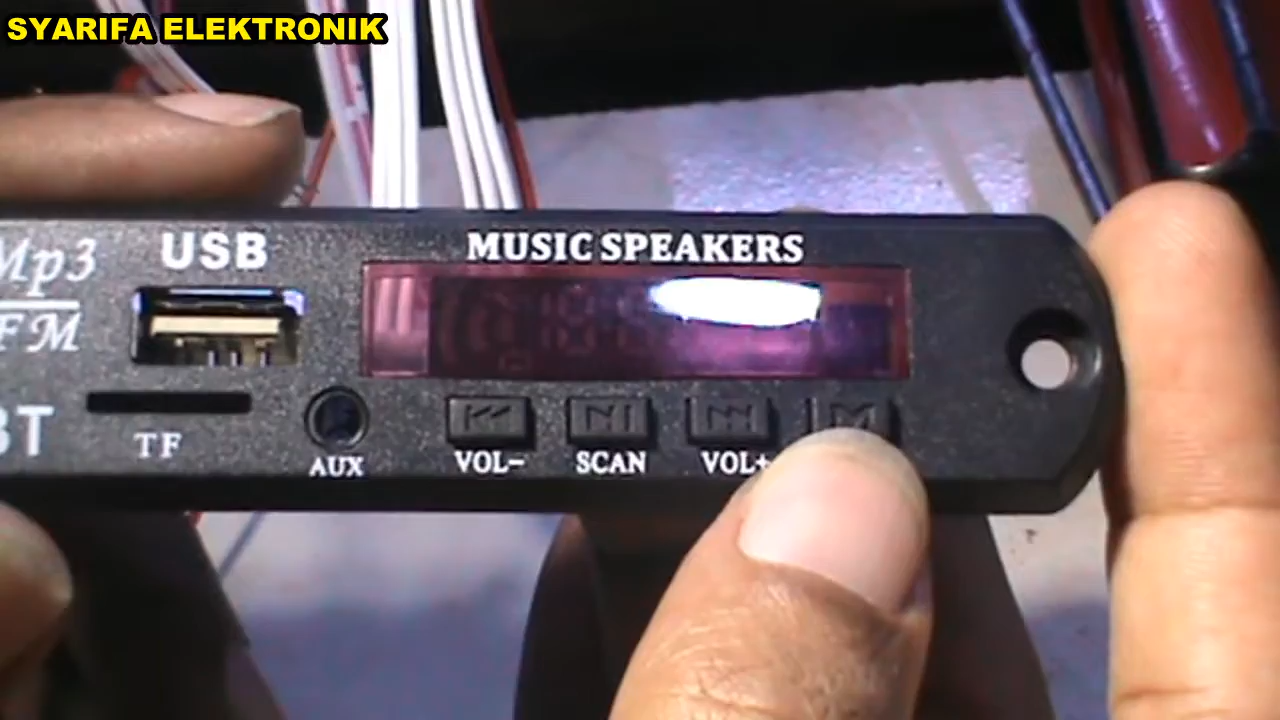 SYARIFA ELEKTRONIK
Mp3
FM
BT
USB
TF
AUX
MUSIC SPEAKERS
VOL-
SCAN
VOL+
M